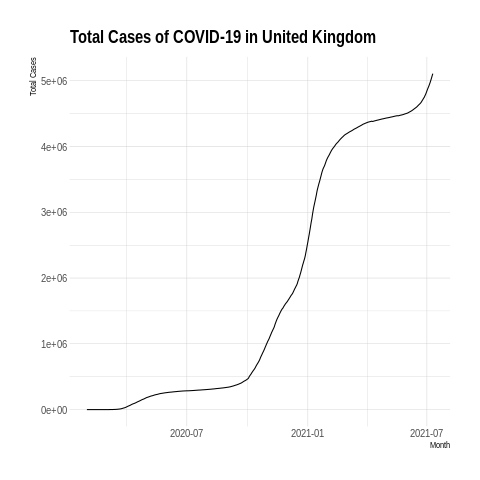 Total Cases of COVID-19 in United Kingdom
Total Cases
5e+06
4e+06
3e+06
2e+06
1e+06
0e+00
2020-07 2021-01 2021-07
Month